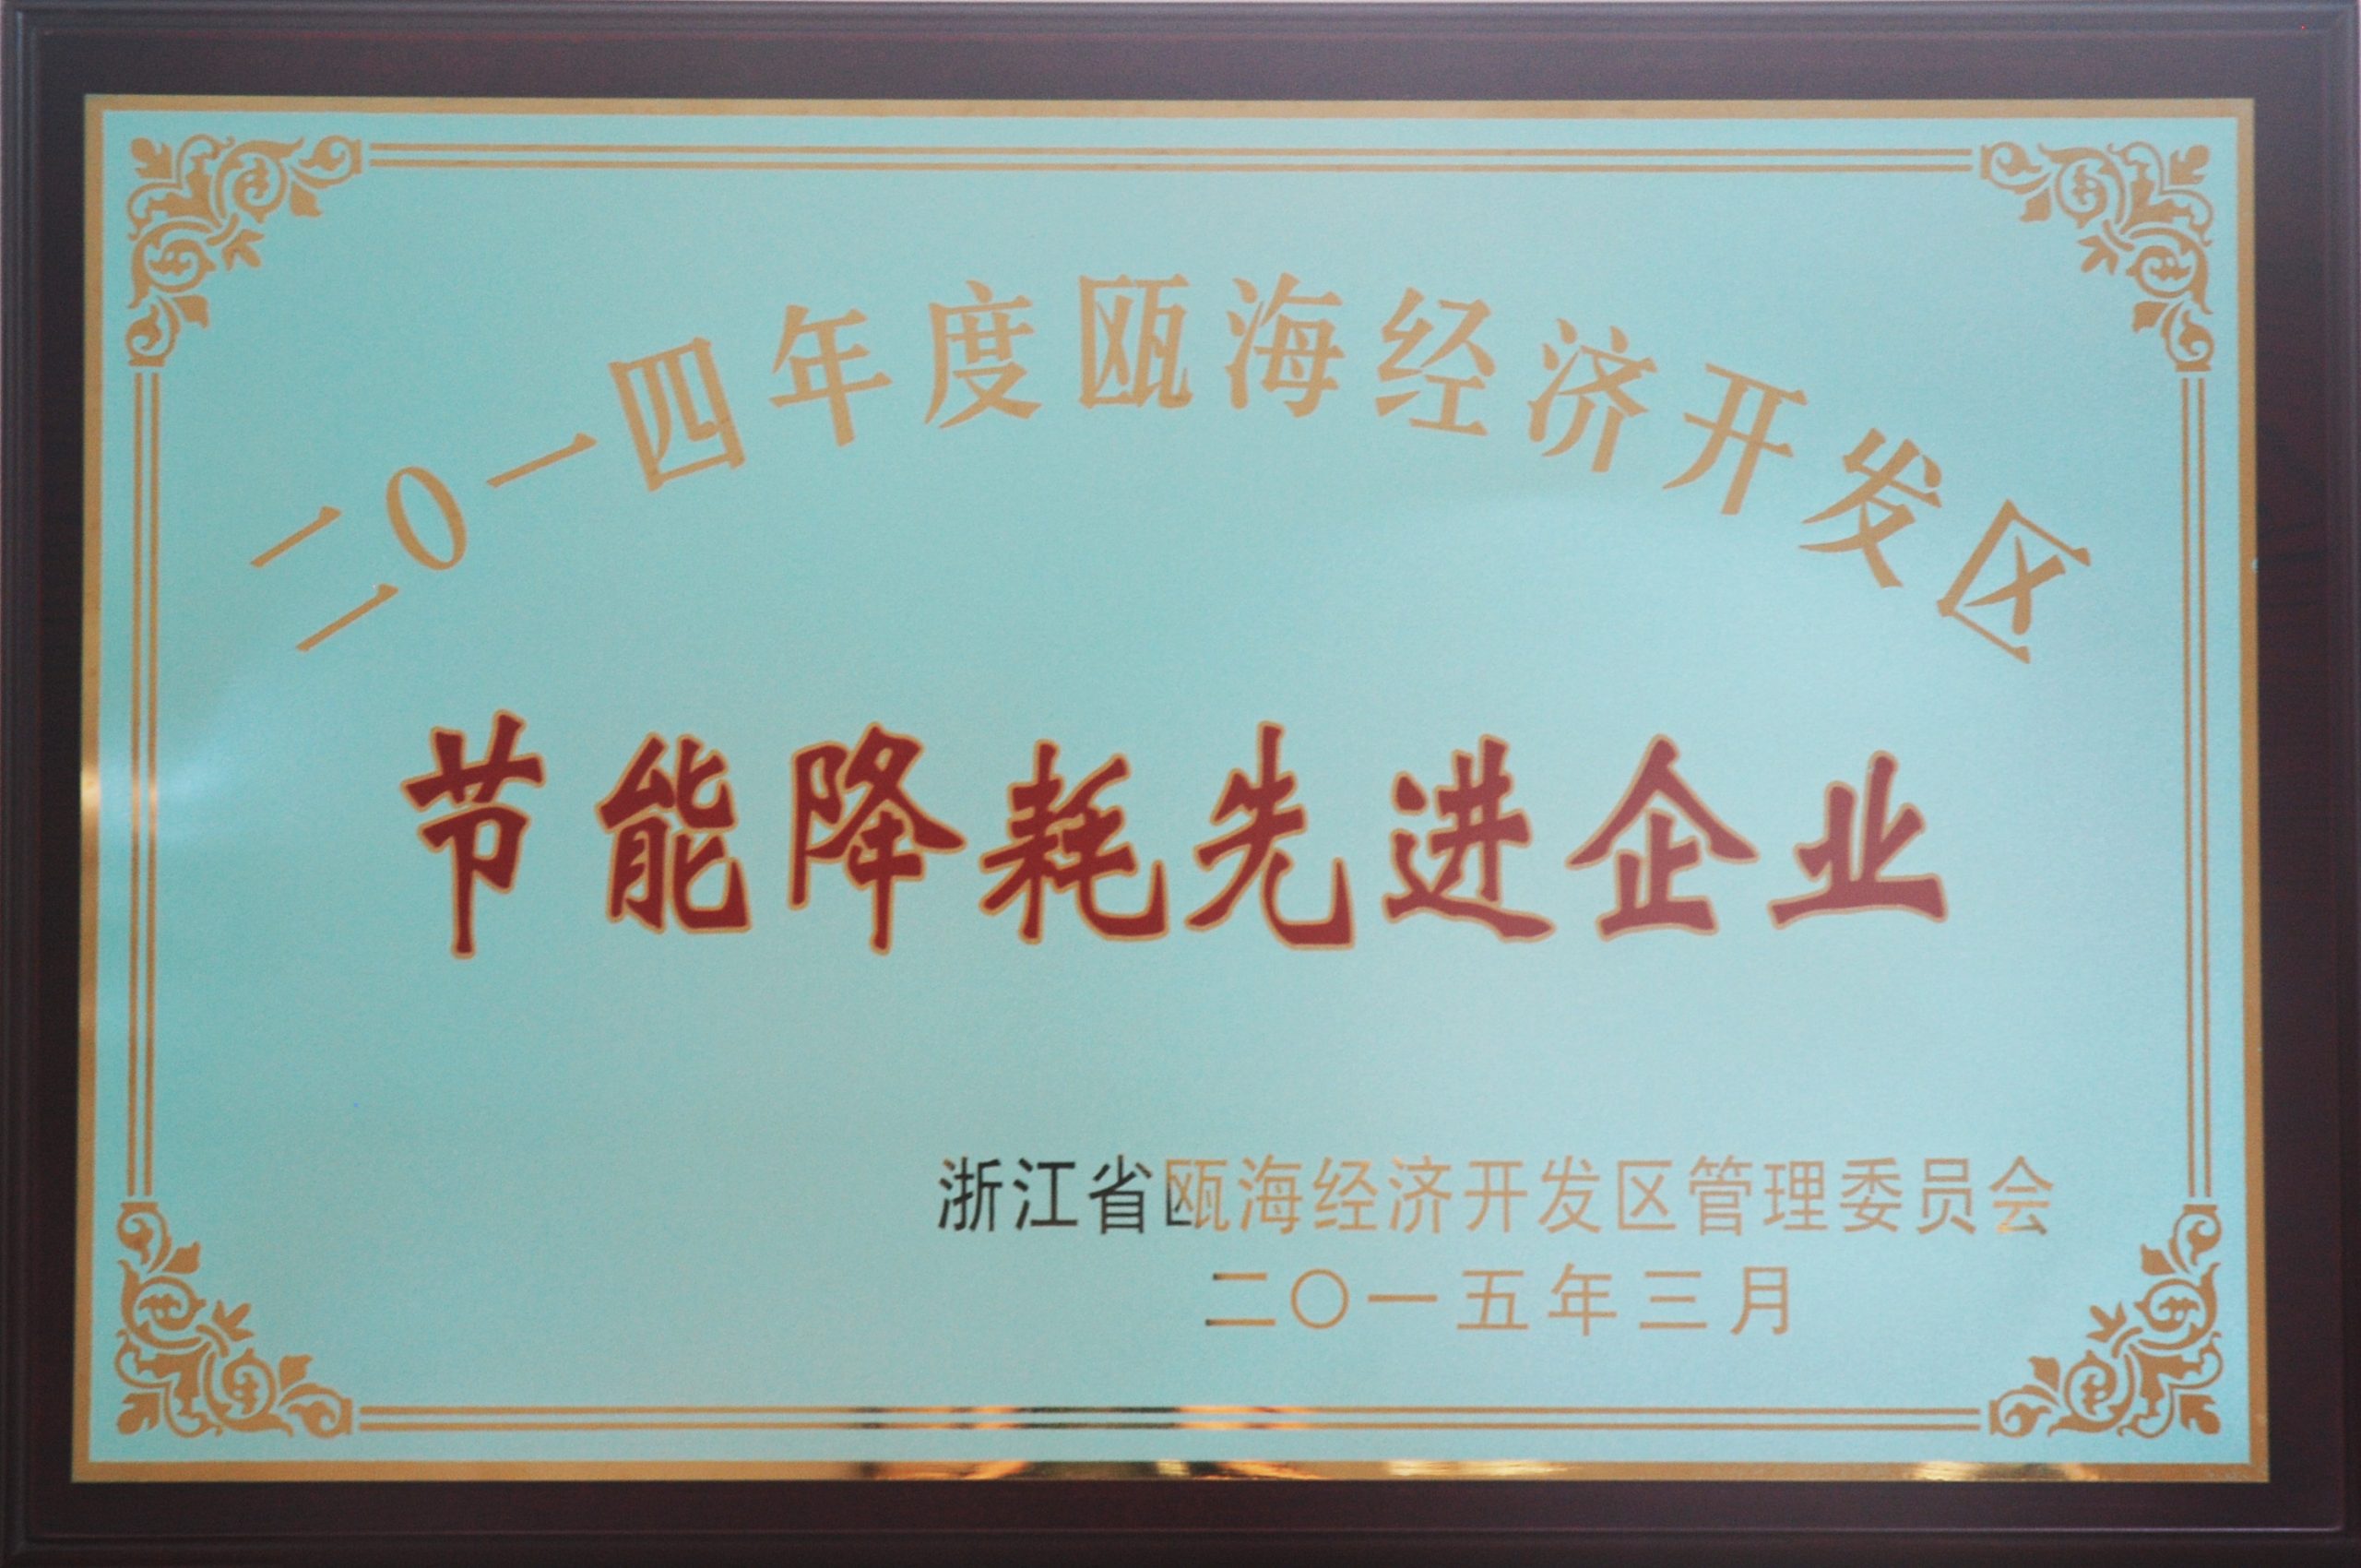 二0一四年度瓯海经济开发区
节能降耗先进企业
浙江省瓯海经济开发区管理委员会
二〇一五年三月